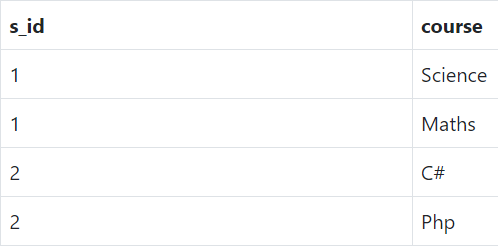 s_id course
1 Science
1 Maths
2 C#
2 Php